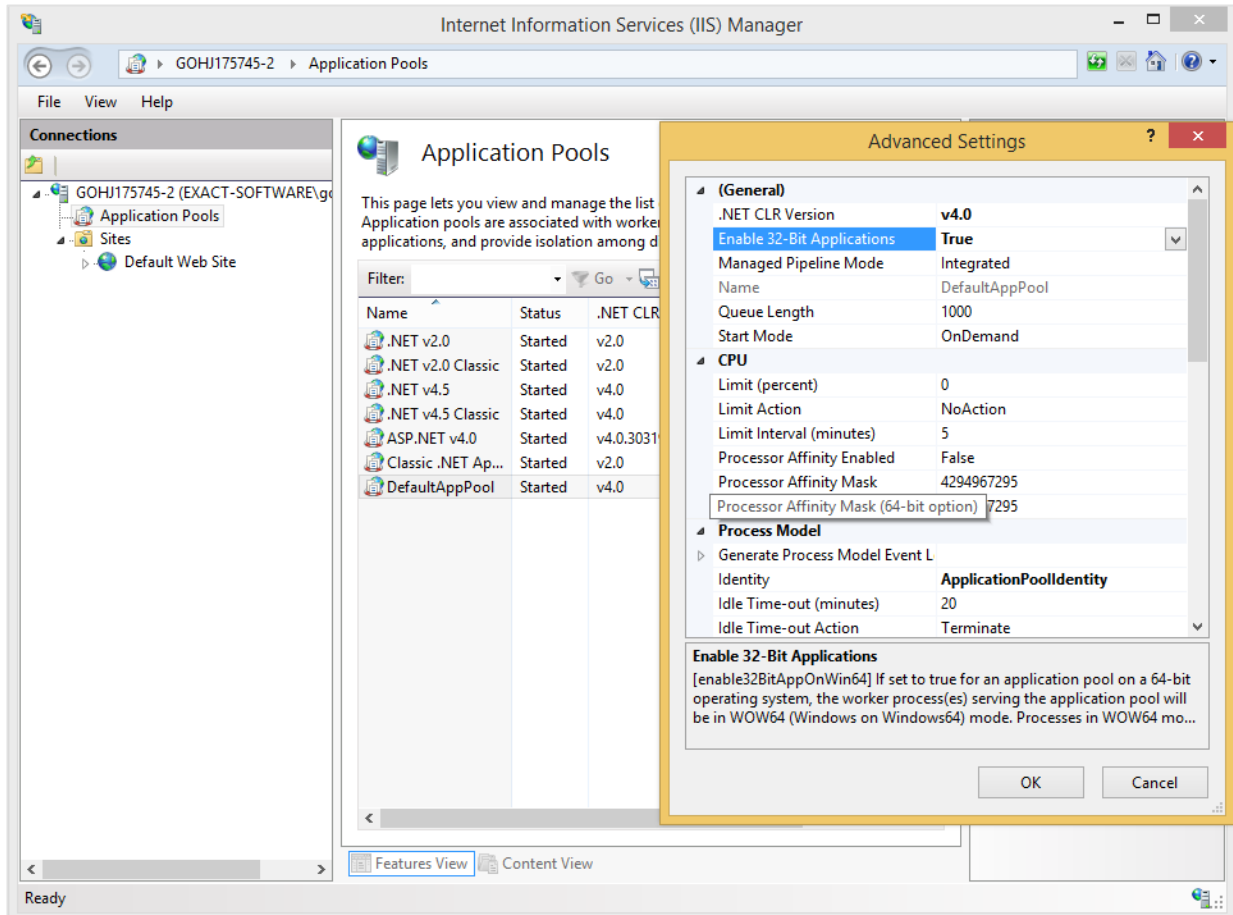 Internet Information Services (IIS) Manager
GOHJ175745-2 Application Pools
File View Help
Connections
GOHJ175745-2 (EXACT-SOFTWARE\
Application Pools
Sites
Default Web Site
Application Pools
This page lets you view and manage the list
Application pools are associated with worker
applications, and provide isolation among
Filter: Go
Name Status .NET CLR
.NET v2.0 Started v2.0
.NET v2.0 Classic Started v2.0
.NET v4.5 Started v4.0
.NET v4.5 Classic Started v4.0
ASP.NET v4.0 Started v4.0.3031
Classic .NET Ap... Started v2.0
DefaultAppPool Started v4.0
Features View Content View
Ready
Advanced Settings ?
(General)
.NET CLR Version v4.0
Enable 32-Bit Applications True
Managed Pipeline Mode Integrated
Name DefaultAppPool
Queue Length 1000
Start Mode OnDemand
CPU
Limit (percent) 0
Limit Action NoAction
Limit Interval (minutes) 5
Processor Affinity Enabled False
Processor Affinity Mask 4294967295
Processor Affinity Mask (64-bit option) 7295
Process Model
Generate Process Model Event L
Identity ApplicationPoolIdentity
Idle Time-out (minutes) 20
Idle Time-out Action Terminate
Enable 32-Bit Applications
[enable32BitAppOnWin64] If set to true for an application pool on a 64-bit
operating system, the worker process(es) serving the application pool will
be in WOW64 (Windows on Windows64) mode. Processes in WOW64 mo...
OK Cancel